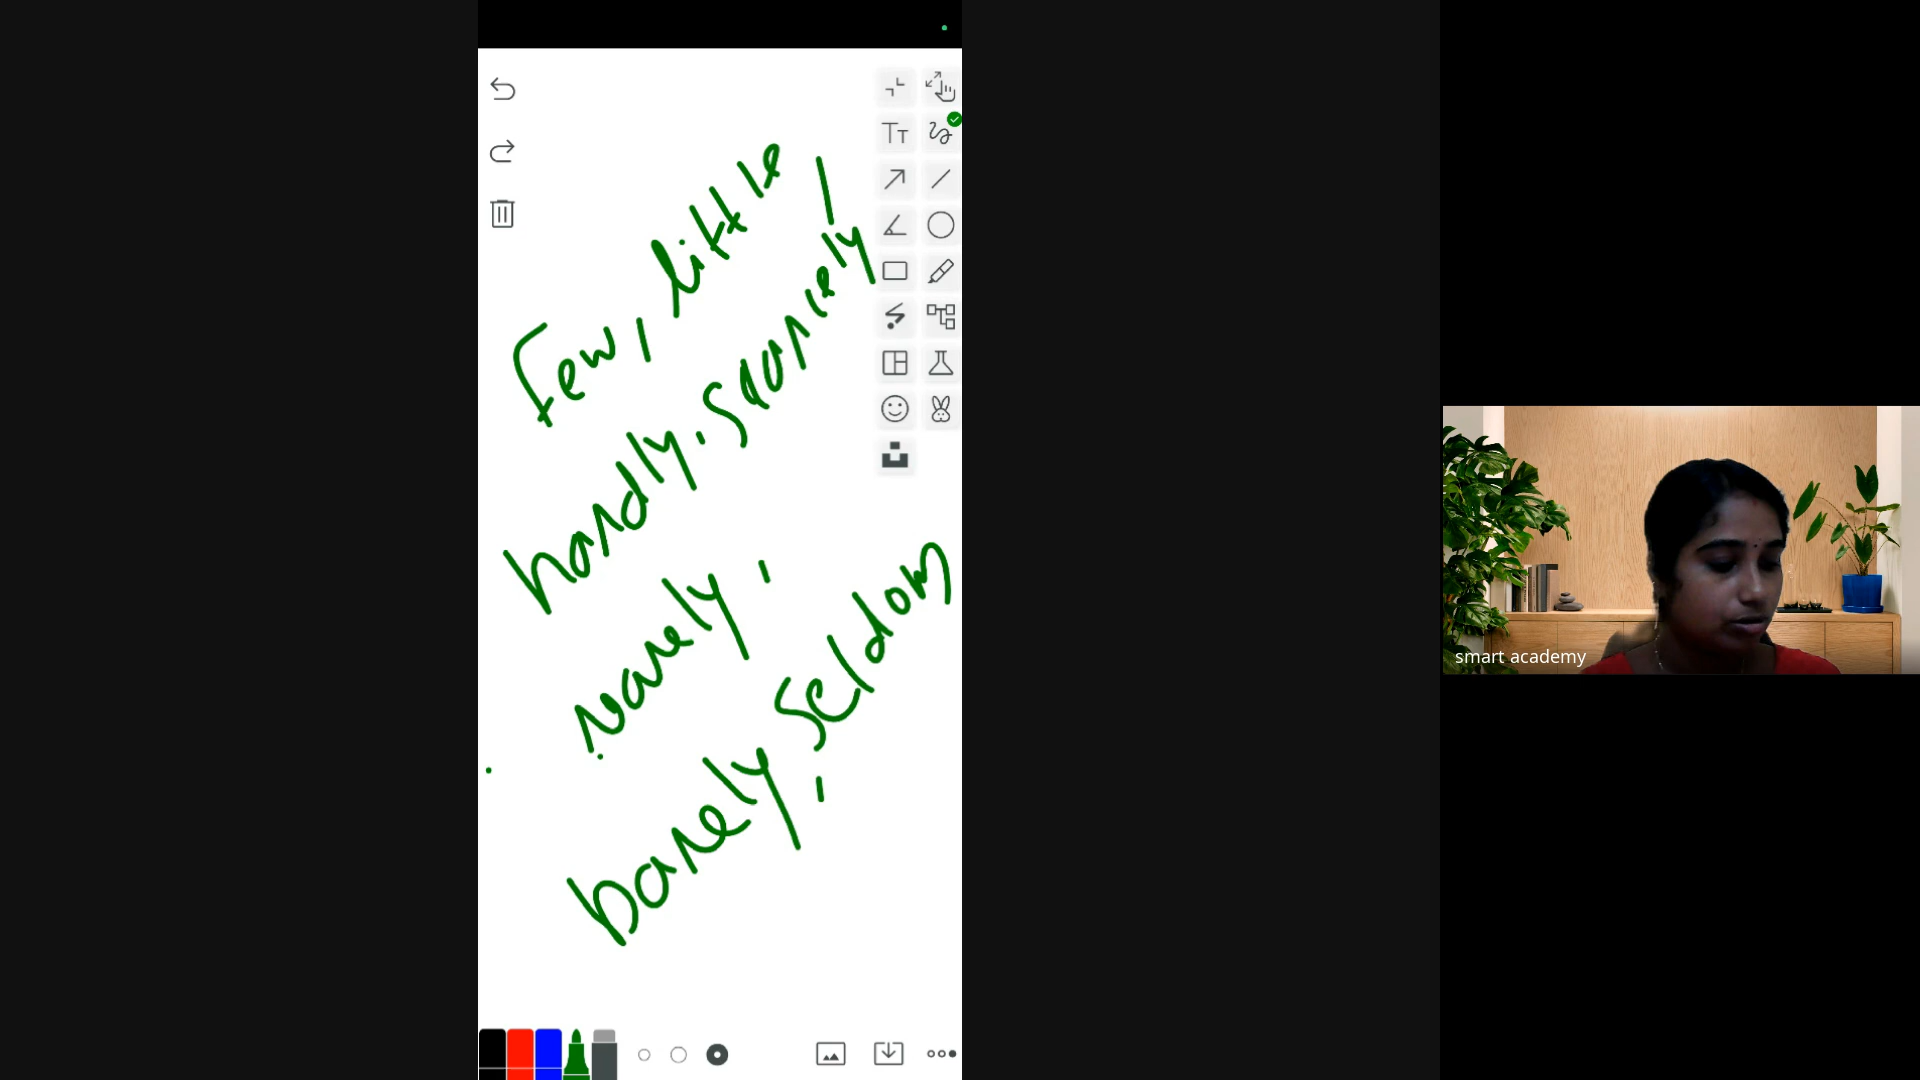 Few, little,
hardly. scarcely
rarely,
barely, seldom
smart academy